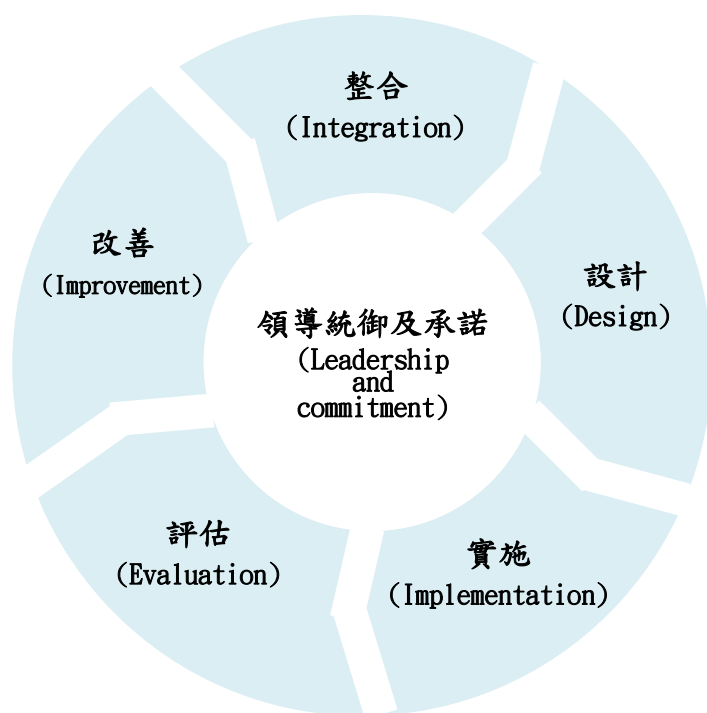 整合
(Integration)
設計
(Design)
實施
(Implementation)
評估
(Evaluation)
改善
(Improvement)
領導統御及承諾
(Leadership
and
commitment)